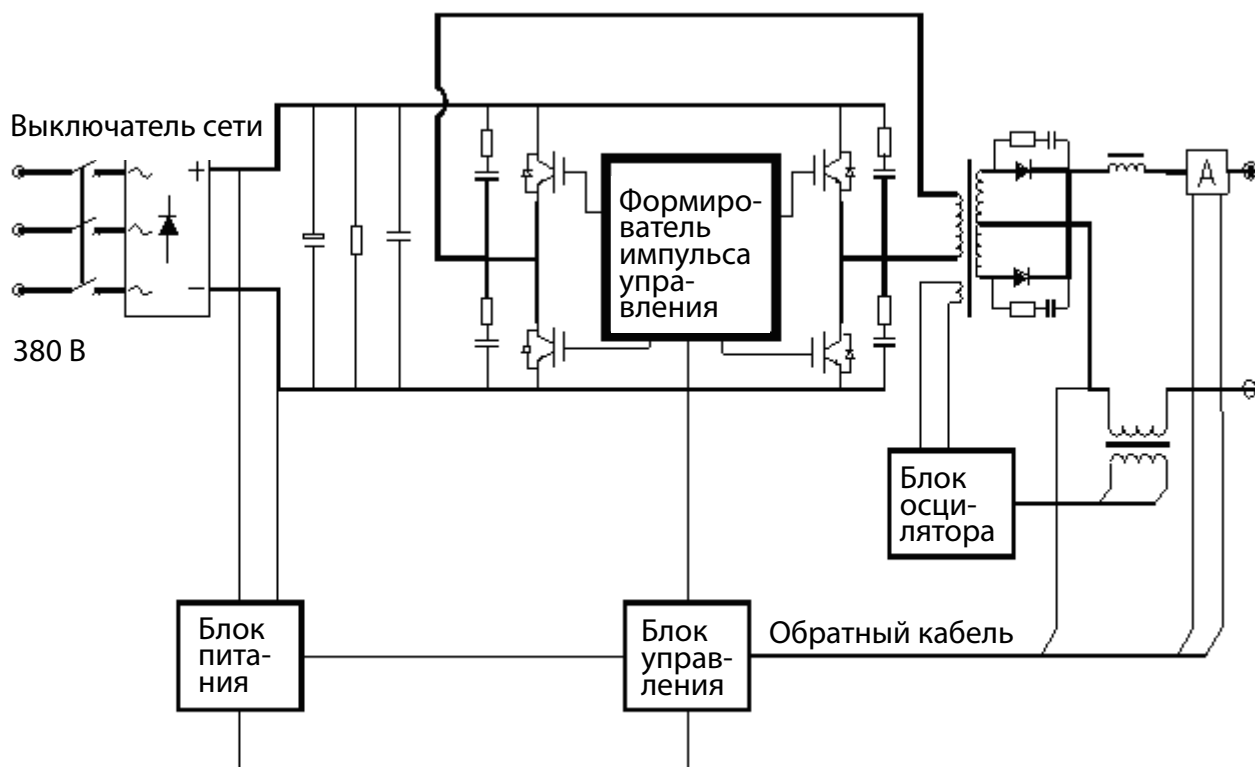 Выключатель сети
380 В
+
−
Формиро-
ватель
импульса
упра-
вления
А
Блок
осци-
лятора
Блок
пита-
ния
Блок
управ-
ления
Обратный кабель